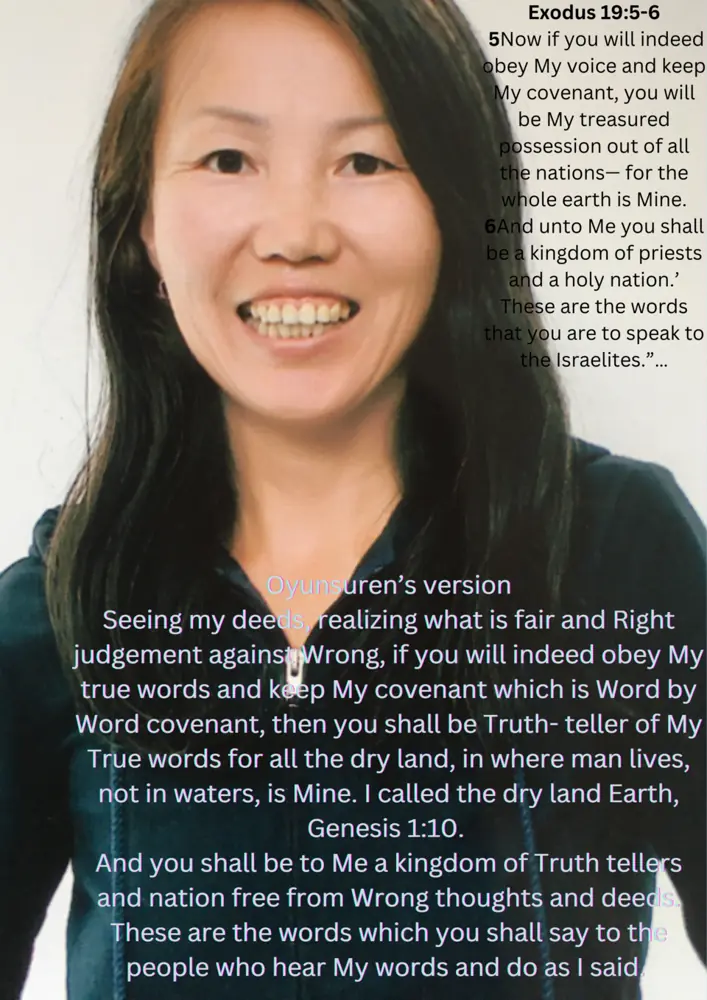 Exodus 19:5-6
5Now if you will indeed
obey My voice and keep
My covenant, you will
be My treasured
possession out of all
the nations— for the
whole earth is Mine.
6And unto Me you shall
be a kingdom of priests
and a holy nation.’
These are the words
that you are to speak to
the Israelites.”…
Oyunsuren’s version
Seeing my deeds, realizing what is fair and Right
judgement against Wrong, if you will indeed obey My
true words and keep My covenant which is Word by
Word covenant, then you shall be Truth- teller of My
True words for all the dry land, in where man lives,
not in waters, is Mine. I called the dry land Earth,
Genesis 1:10.
And you shall be to Me a kingdom of Truth tellers
and nation free from Wrong thoughts and deeds.
These are the words which you shall say to the
people who hear My words and do as I said.